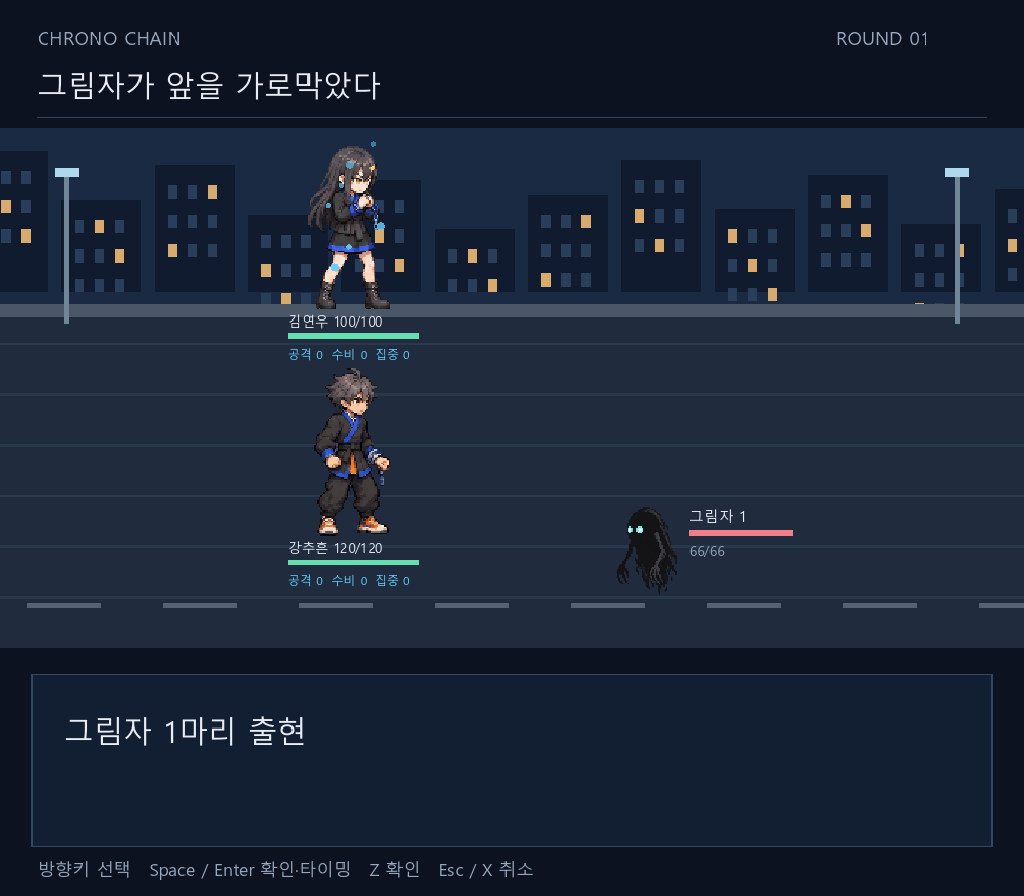 CHRONO CHAIN
ROUND 01
그림자가 앞을 가로막았다
김연우 100/100
공격 0 수비 0 집중 0
강추흔 120/120
공격 0 수비 0 집중 0
그림자 1
66/66
그림자 1마리 출현
방향키 선택 Space / Enter 확인·타이밍 Z 확인 Esc / X 취소